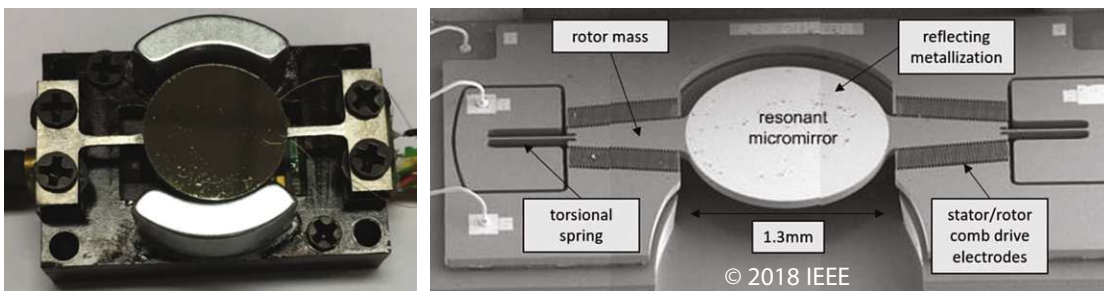 rotor mass
reflecting
metallization
resonant
micromirror
torsional
spring
1.3mm
stator/rotor
comb drive
electrodes
© 2018 IEEE